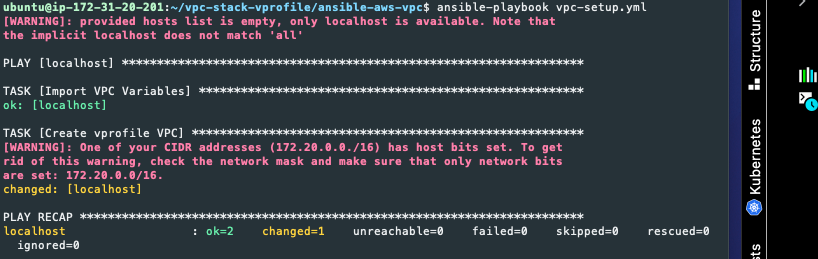 ubuntu@ip-172-31-20-201:~/vpc-stack-vprofile/ansible-aws-vpc$ ansible-playbook vpc-setup.yml
[WARNING]: provided hosts list is empty, only localhost is available. Note that
the implicit localhost does not match 'all'
PLAY [localhost] ******************************************************************
TASK [Import VPC Variables] *******************************************************
ok: [localhost]
TASK [Create vprofile VPC] ********************************************************
[WARNING]: One of your CIDR addresses (172.20.0.0./16) has host bits set. To get
rid of this warning, check the network mask and make sure that only network bits
are set: 172.20.0.0/16.
changed: [localhost]
PLAY RECAP ************************************************************************
localhost                  : ok=2    changed=1    unreachable=0    failed=0    skipped=0    rescued=0
  ignored=0
Structure
Kubernetes
sts